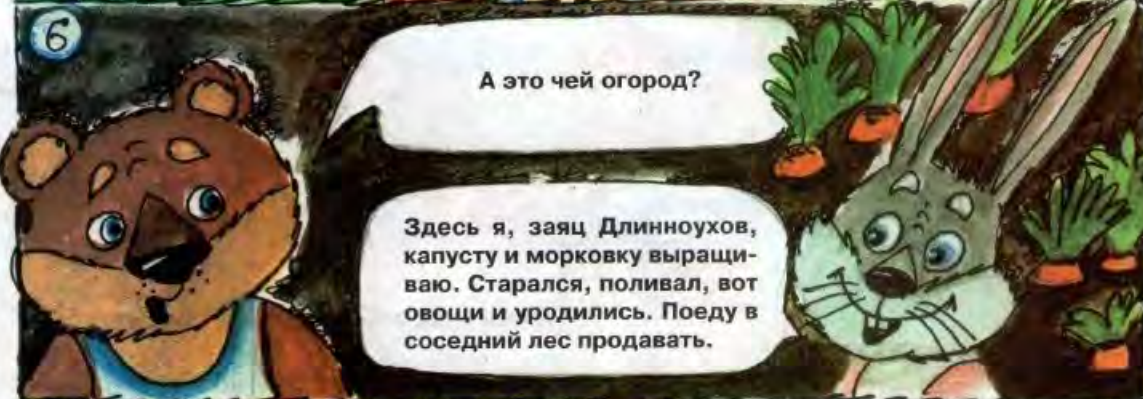 6
А это чей огород?
Здесь я, заяц Длинноухов,
капусту и морковку выращи-
ваю. Старался, поливал, вот
овощи и уродились. Поеду в
соседний лес продавать.